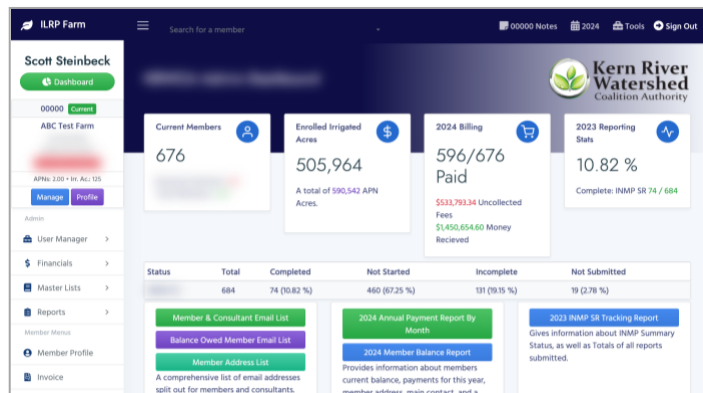 ILRP Farm
Search for a member
00000 Notes
2024
Tools
Sign Out
Scott Steinbeck
Dashboard
00000 Current
ABC Test Farm
APNs: 2.00 • Irr. Ac.: 125
Manage
Profile
Admin
User Manager
Financials
Master Lists
Reports
Member Menus
Member Profile
Invoice
Kern River
Watershed
Coalition Authority
Current Members
676
Enrolled Irrigated
Acres
505,964
A total of 590,542 APN
Acres.
2024 Billing
596/676
Paid
$533,793.34 Uncollected
Fees
$1,450,654.60 Money
Recieved
2023 Reporting
Stats
10.82 %
Complete: INMP SR 74 / 684
Status Total Completed Not Started Incomplete Not Submitted
684 74 (10.82 %) 460 (67.25 %) 131 (19.15 %) 19 (2.78 %)
Member & Consultant Email List
Balance Owed Member Email List
Member Address List
A comprehensive list of email addresses
split out for members and consultants.
2024 Annual Payment Report By
Month
2024 Member Balance Report
Provides information about members
current balance, payments for this year,
member address, main contact, and a
2023 INMP SR Tracking Report
Gives information about INMP Summary
Status, as well as Totals of all reports
submitted.